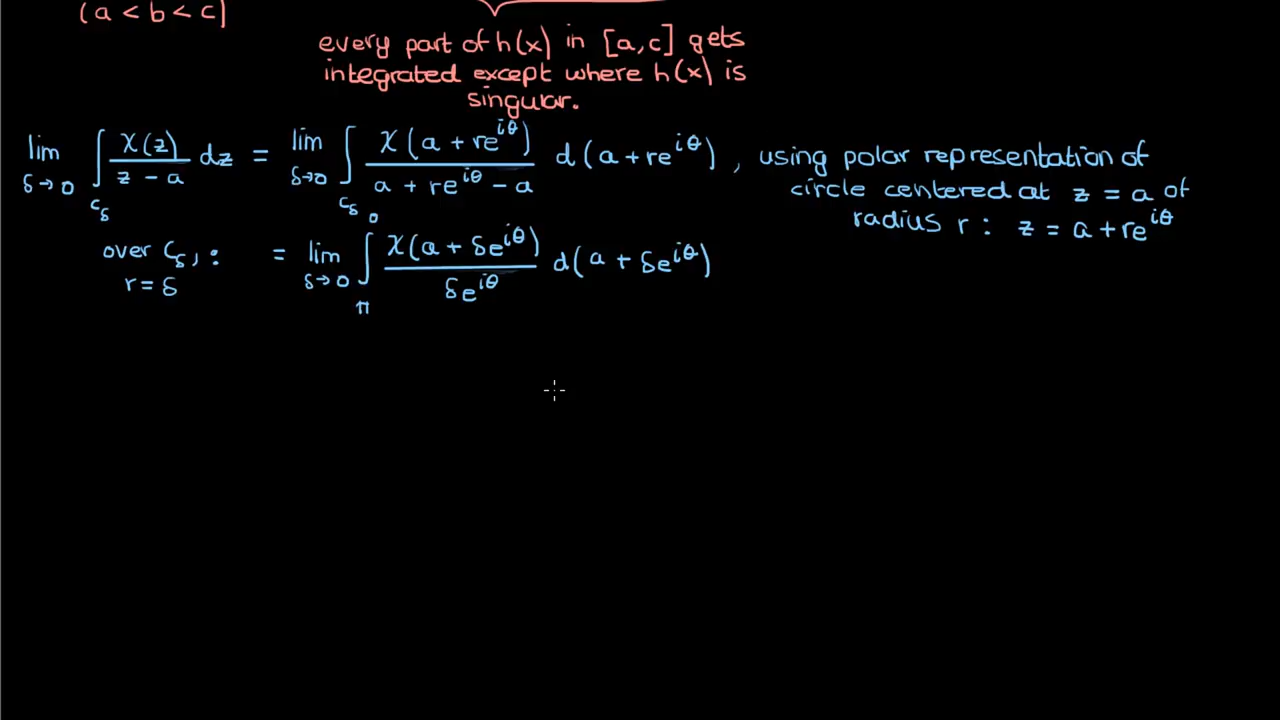 (a < b < c)
every part of h(x) in [a,c] gets
integrated except where h(x) is
singular.
lim δ→0 ∫_{C_δ} χ(z)/(z - a) dz = lim δ→0 ∫_{C_δ} χ(a + re^{iθ})/(a + re^{iθ} - a) d(a + re^{iθ}), using polar representation of
circle centered at z = a of
radius r : z = a + re^{iθ}
over C_δ, : = lim δ→0 ∫_π^0 χ(a + δe^{iθ})/(δe^{iθ}) d(a + δe^{iθ})
r = δ